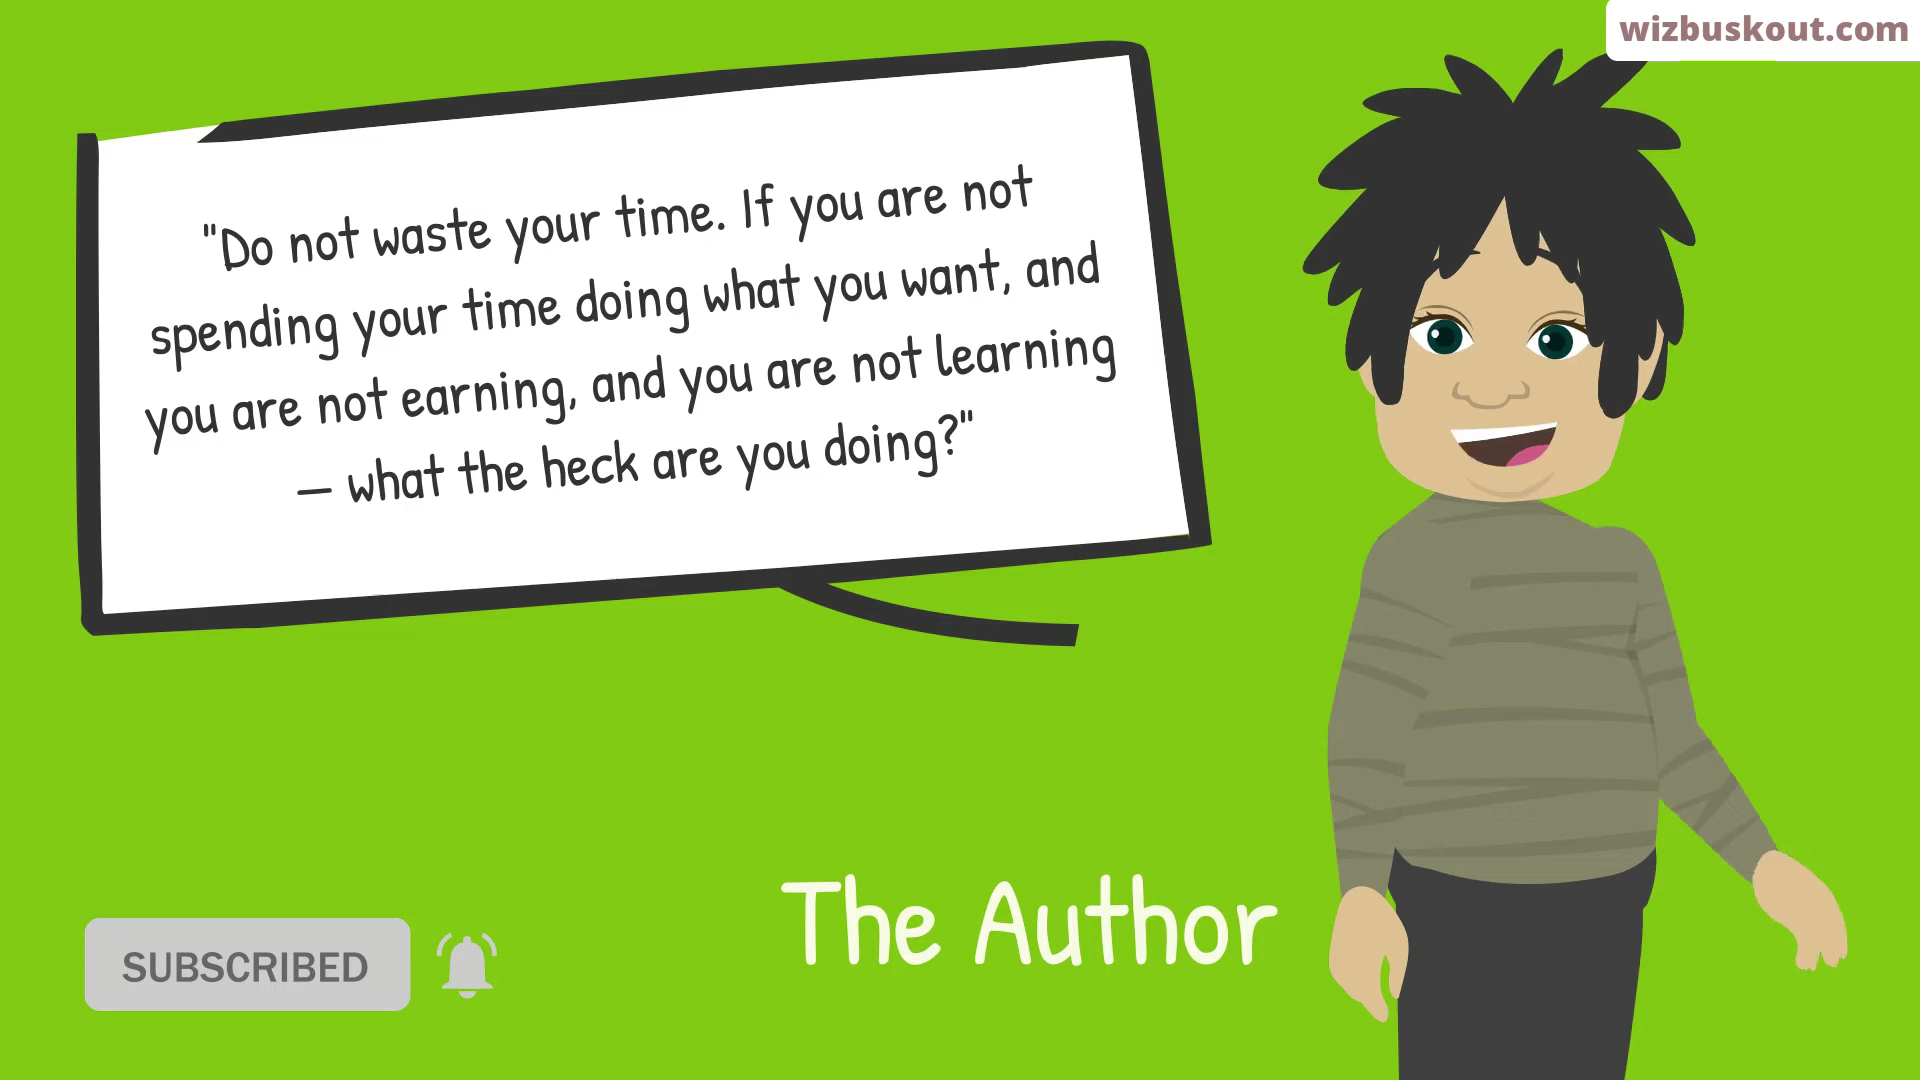 wizbuskout.com
"Do not waste your time. If you are not
spending your time doing what you want, and
you are not earning, and you are not learning
– what the heck are you doing?"
The Author
SUBSCRIBED